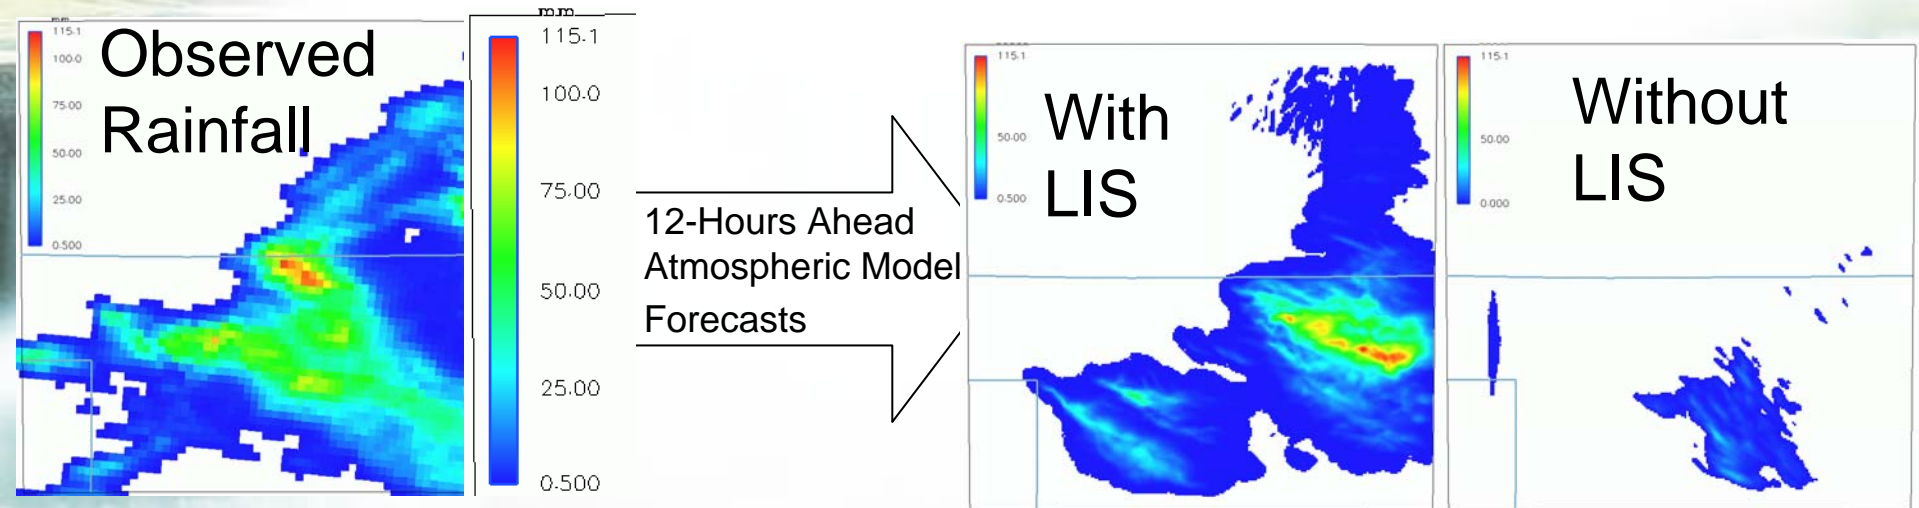 mm
115.1
100.0
75.00
50.00
25.00
0.500
Observed
Rainfall
mm
115.1
100.0
75.00
50.00
25.00
0.500
12-Hours Ahead
Atmospheric Model
Forecasts
115.1
50.00
0.500
With
LIS
115.1
50.00
0.000
Without
LIS